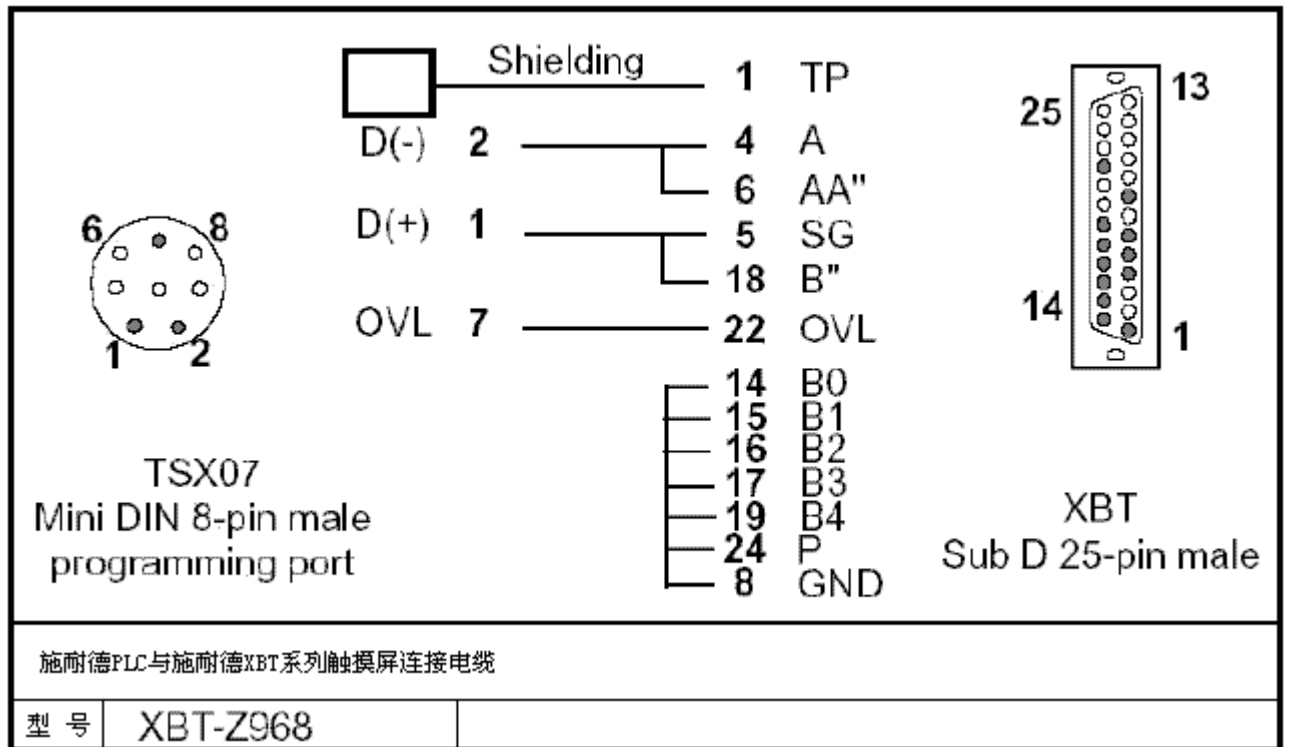 Shielding 1 TP
D(-) 2 4 A
6 AA"
D(+) 1 5 SG
18 B"
OVL 7 22 OVL
14 B0
15 B1
16 B2
17 B3
19 B4
24 P
8 GND
6 8
1 2
TSX07
Mini DIN 8-pin male
programming port
25 13
14 1
XBT
Sub D 25-pin male
施耐德PLC与施耐德XBT系列触摸屏连接电缆
型 号 XBT-Z968